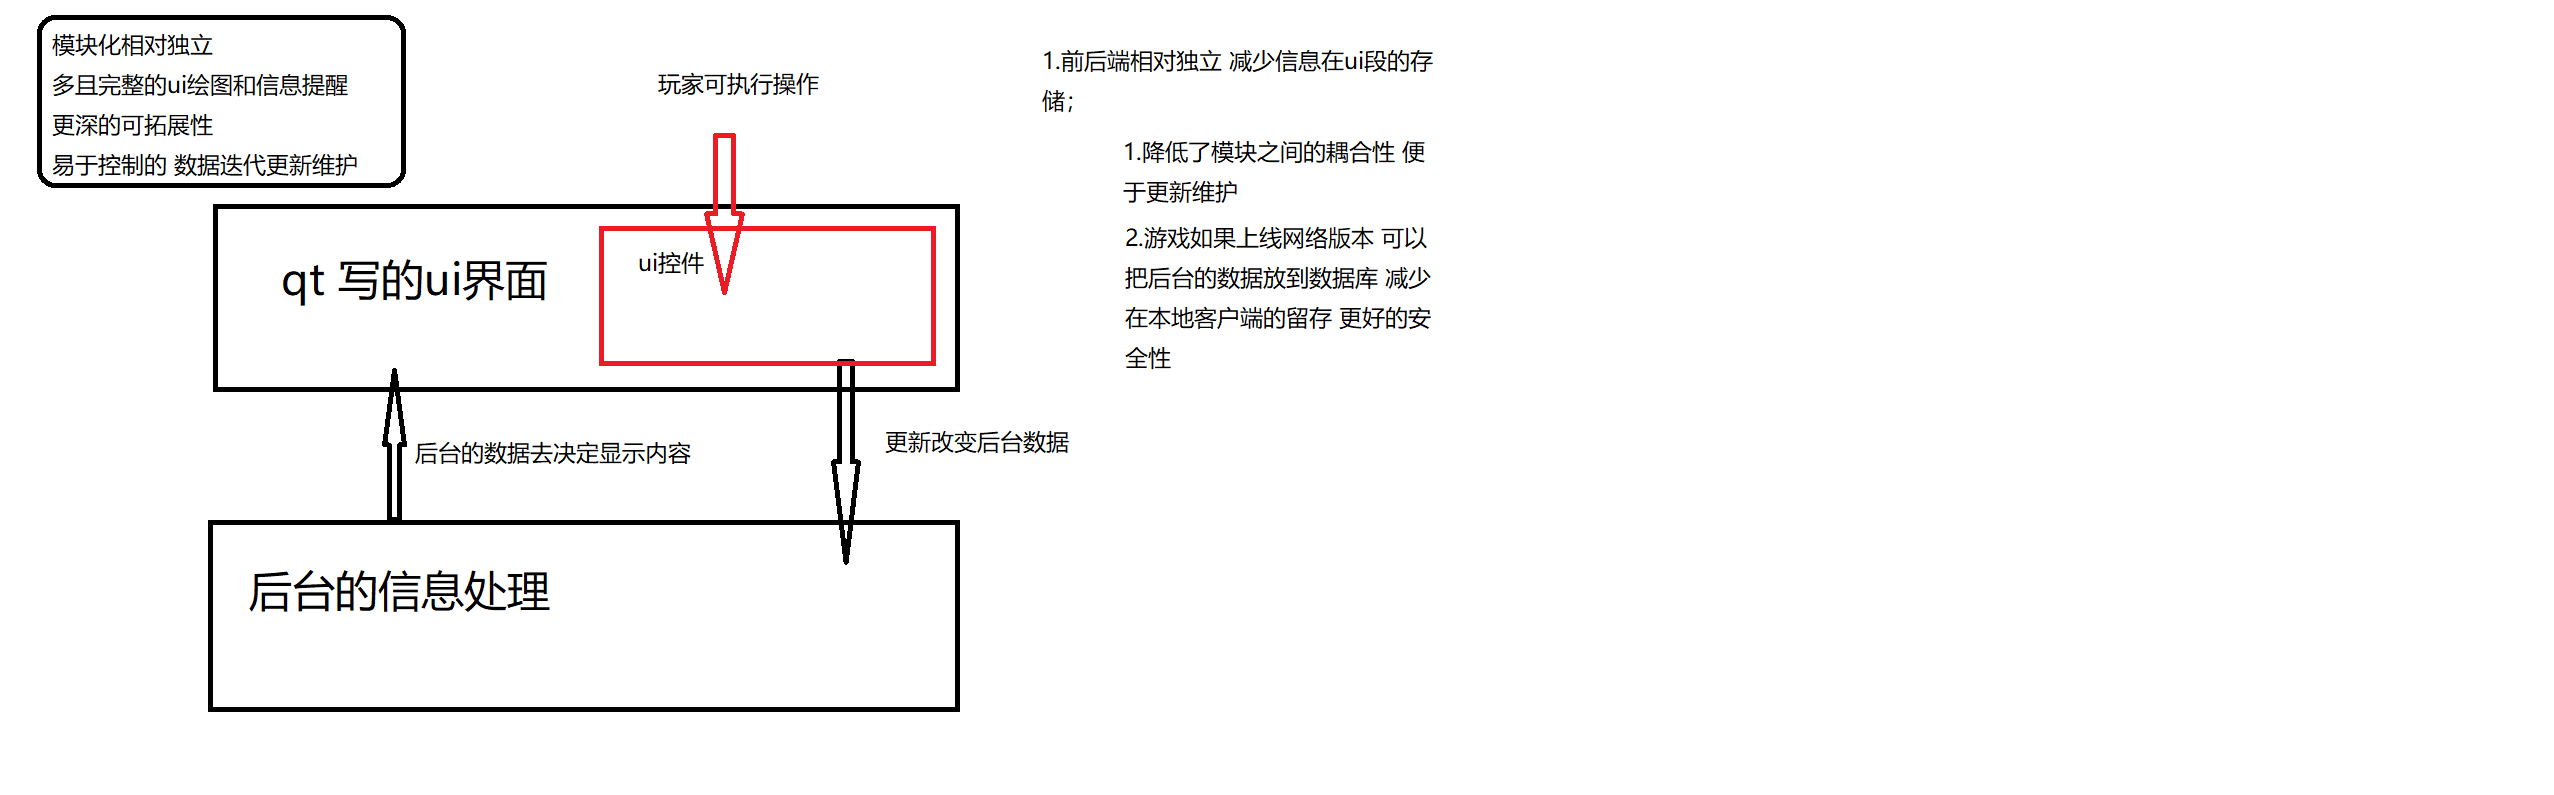 模块化相对独立
多且完整的ui绘图和信息提醒
更深的可拓展性
易于控制的 数据迭代更新维护
玩家可执行操作
1.前后端相对独立 减少信息在ui段的存
储；
1.降低了模块之间的耦合性 便
于更新维护
2.游戏如果上线网络版本 可以
把后台的数据放到数据库 减少
在本地客户端的留存 更好的安
全性
qt 写的ui界面
ui控件
后台的数据去决定显示内容
更新改变后台数据
后台的信息处理